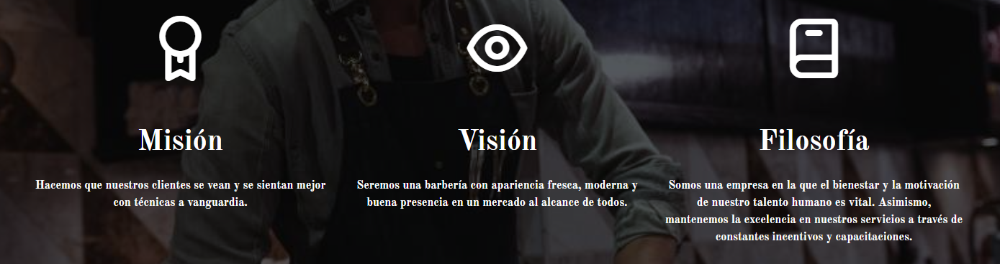 Misión
Hacemos que nuestros clientes se vean y se sientan mejor
con técnicas a vanguardia.
Visión
Seremos una barbería con apariencia fresca, moderna y
buena presencia en un mercado al alcance de todos.
Filosofía
Somos una empresa en la que el bienestar y la motivación
de nuestro talento humano es vital. Asimismo,
mantenemos la excelencia en nuestros servicios a través de
constantes incentivos y capacitaciones.